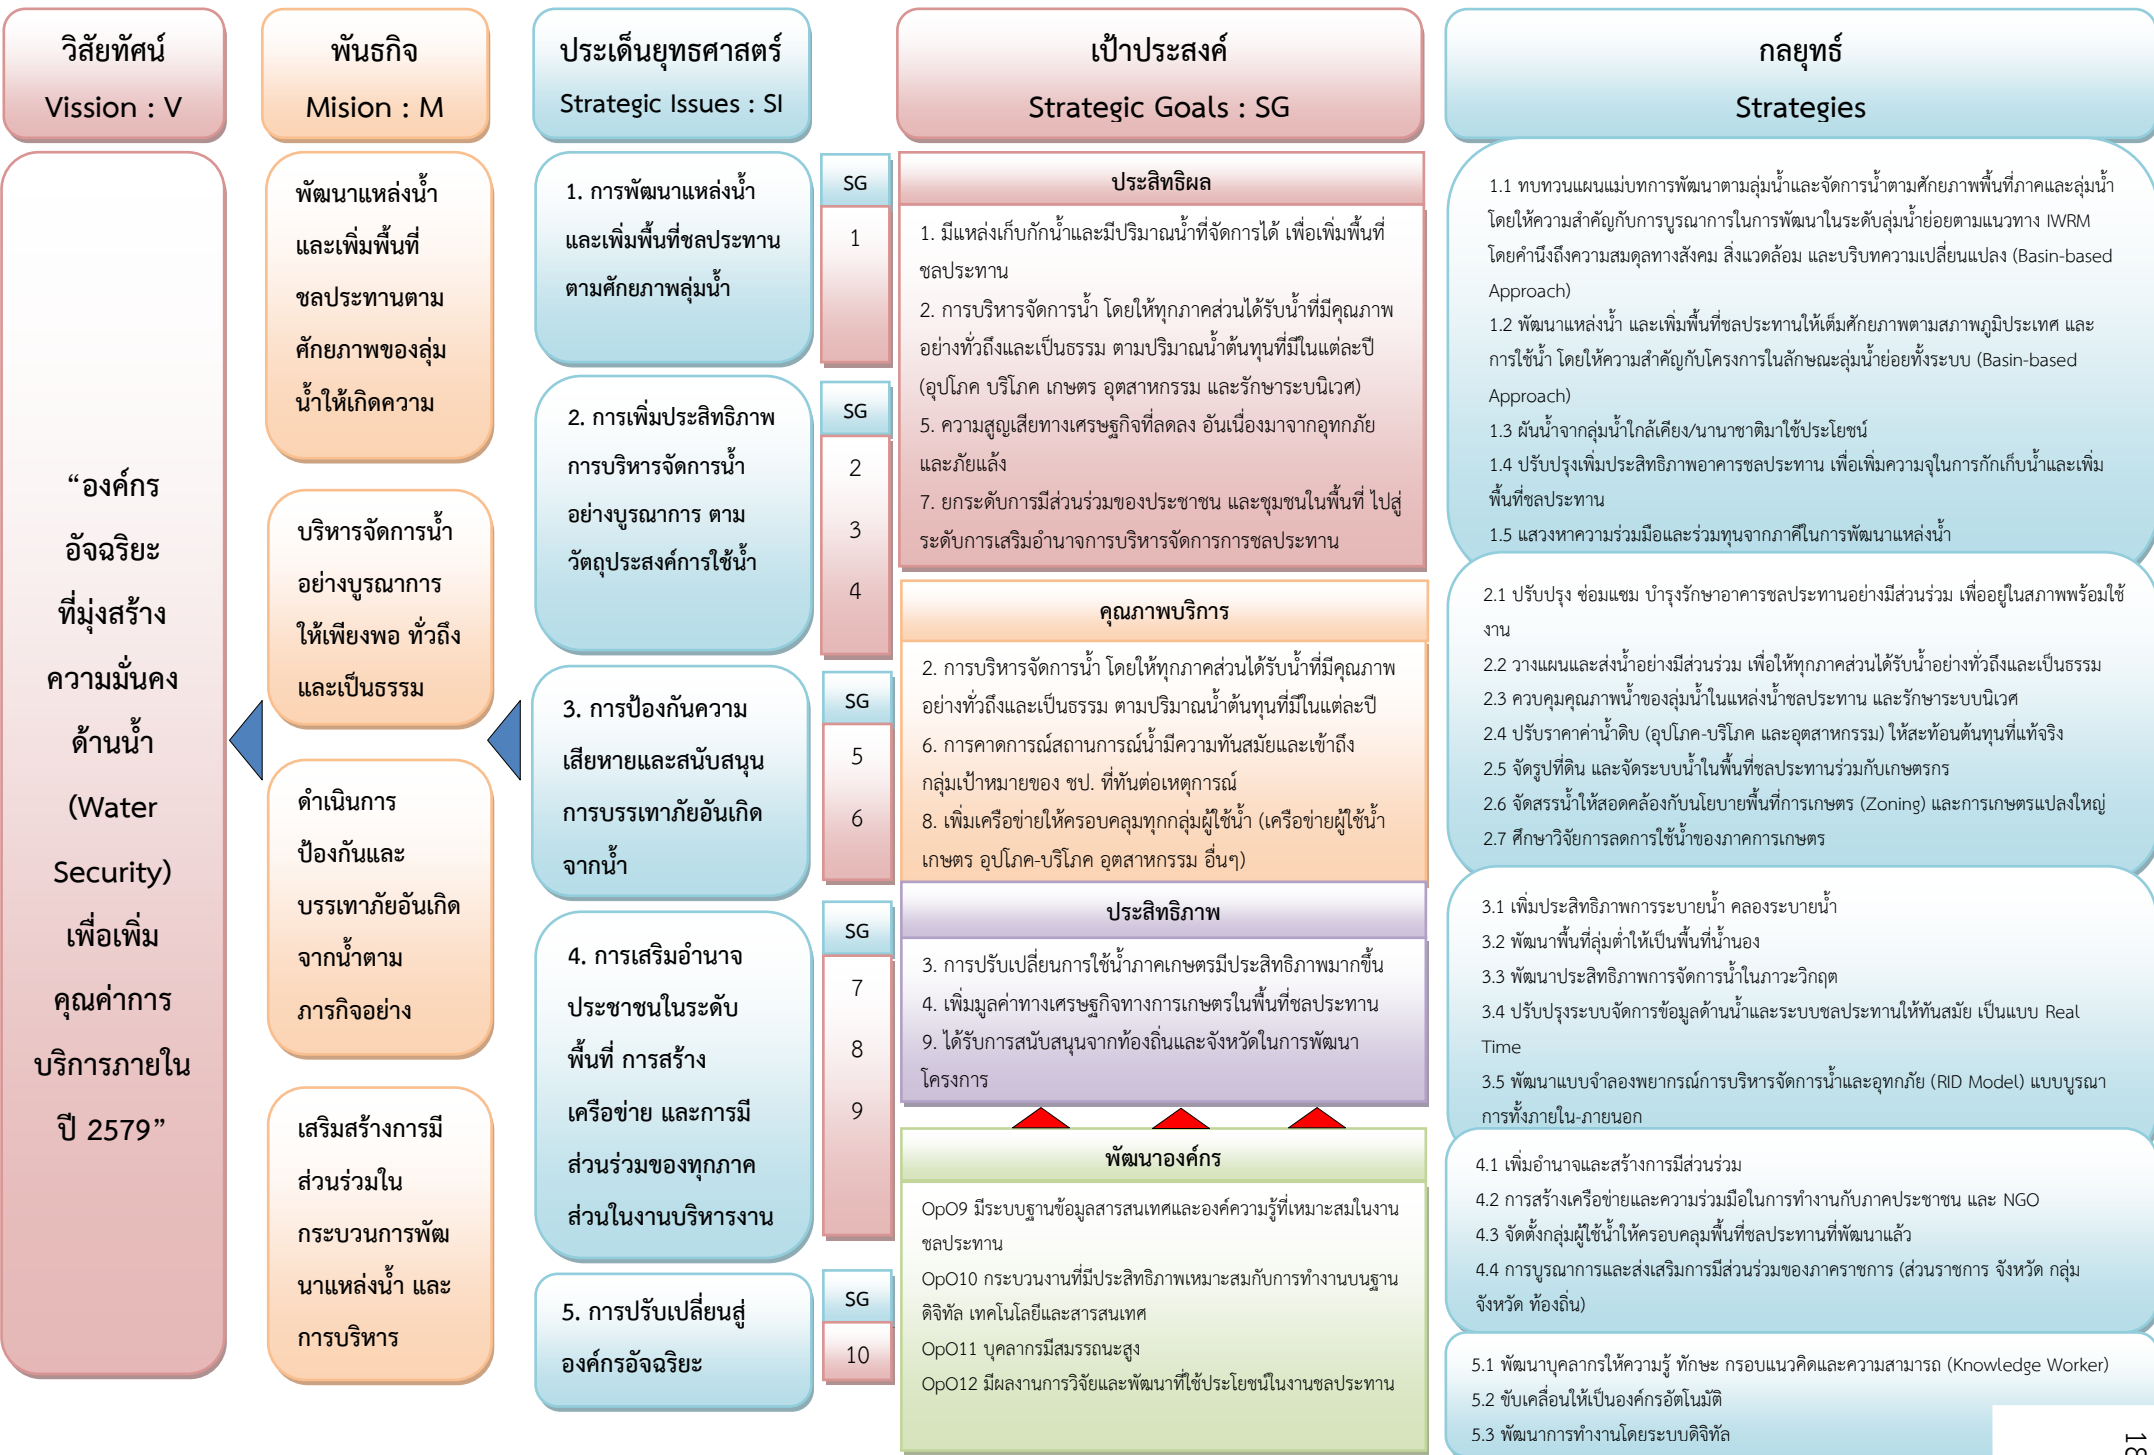 วิสัยทัศน์
Vission : V
พันธกิจ
Mision : M
ประเด็นยุทธศาสตร์
Strategic Issues : SI
เป้าประสงค์
Strategic Goals : SG
กลยุทธ์
Strategies
“องค์กร
อัจฉริยะ
ที่มุ่งสร้าง
ความมั่นคง
ด้านน้ำ
(Water
Security)
เพื่อเพิ่ม
คุณค่าการ
บริการภายใน
ปี 2579”
พัฒนาแหล่งน้ำ
และเพิ่มพื้นที่
ชลประทานตาม
ศักยภาพของลุ่ม
น้ำให้เกิดความ
บริหารจัดการน้ำ
อย่างบูรณาการ
ให้เพียงพอ ทั่วถึง
และเป็นธรรม
ดำเนินการ
ป้องกันและ
บรรเทาภัยอันเกิด
จากน้ำตาม
ภารกิจอย่าง
เสริมสร้างการมี
ส่วนร่วมใน
กระบวนการพัฒ
นาแหล่งน้ำ และ
การบริหาร
1. การพัฒนาแหล่งน้ำ
และเพิ่มพื้นที่ชลประทาน
ตามศักยภาพลุ่มน้ำ
2. การเพิ่มประสิทธิภาพ
การบริหารจัดการน้ำ
อย่างบูรณาการ ตาม
วัตถุประสงค์การใช้น้ำ
3. การป้องกันความ
เสียหายและสนับสนุน
การบรรเทาภัยอันเกิด
จากน้ำ
4. การเสริมอำนาจ
ประชาชนในระดับ
พื้นที่ การสร้าง
เครือข่าย และการมี
ส่วนร่วมของทุกภาค
ส่วนในงานบริหารงาน
5. การปรับเปลี่ยนสู่
องค์กรอัจฉริยะ
SG
1
SG
2
3
4
SG
5
6
SG
7
8
9
SG
10
ประสิทธิผล
1. มีแหล่งเก็บกักน้ำและมีปริมาณน้ำที่จัดการได้ เพื่อเพิ่มพื้นที่
ชลประทาน
2. การบริหารจัดการน้ำ โดยให้ทุกภาคส่วนได้รับน้ำที่มีคุณภาพ
อย่างทั่วถึงและเป็นธรรม ตามปริมาณน้ำต้นทุนที่มีในแต่ละปี
(อุปโภค บริโภค เกษตร อุตสาหกรรม และรักษาระบบนิเวศ)
5. ความสูญเสียทางเศรษฐกิจที่ลดลง อันเนื่องมาจากอุทกภัย
และภัยแล้ง
7. ยกระดับการมีส่วนร่วมของประชาชน และชุมชนในพื้นที่ ไปสู่
ระดับการเสริมอำนาจการบริหารจัดการการชลประทาน
คุณภาพบริการ
2. การบริหารจัดการน้ำ โดยให้ทุกภาคส่วนได้รับน้ำที่มีคุณภาพ
อย่างทั่วถึงและเป็นธรรม ตามปริมาณน้ำต้นทุนที่มีในแต่ละปี
6. การคาดการณ์สถานการณ์น้ำมีความทันสมัยและเข้าถึง
กลุ่มเป้าหมายของ ชป. ที่ทันต่อเหตุการณ์
8. เพิ่มเครือข่ายให้ครอบคลุมทุกกลุ่มผู้ใช้น้ำ (เครือข่ายผู้ใช้น้ำ
เกษตร อุปโภค-บริโภค อุตสาหกรรม อื่นๆ)
ประสิทธิภาพ
3. การปรับเปลี่ยนการใช้น้ำภาคเกษตรมีประสิทธิภาพมากขึ้น
4. เพิ่มมูลค่าทางเศรษฐกิจทางการเกษตรในพื้นที่ชลประทาน
9. ได้รับการสนับสนุนจากท้องถิ่นและจังหวัดในการพัฒนา
โครงการ
พัฒนาองค์กร
OpO9 มีระบบฐานข้อมูลสารสนเทศและองค์ความรู้ที่เหมาะสมในงาน
ชลประทาน
OpO10 กระบวนงานที่มีประสิทธิภาพเหมาะสมกับการทำงานบนฐาน
ดิจิทัล เทคโนโลยีและสารสนเทศ
OpO11 บุคลากรมีสมรรถนะสูง
OpO12 มีผลงานการวิจัยและพัฒนาที่ใช้ประโยชน์ในงานชลประทาน
1.1 ทบทวนแผนแม่บทการพัฒนาตามลุ่มน้ำและจัดการน้ำตามศักยภาพพื้นที่ภาคและลุ่มน้ำ
โดยให้ความสำคัญกับการบูรณาการในการพัฒนาในระดับลุ่มน้ำย่อยตามแนวทาง IWRM
โดยคำนึงถึงความสมดุลทางสังคม สิ่งแวดล้อม และบริบทความเปลี่ยนแปลง (Basin-based
Approach)
1.2 พัฒนาแหล่งน้ำ และเพิ่มพื้นที่ชลประทานให้เต็มศักยภาพตามสภาพภูมิประเทศ และ
การใช้น้ำ โดยให้ความสำคัญกับโครงการในลักษณะลุ่มน้ำย่อยทั้งระบบ (Basin-based
Approach)
1.3 ผันน้ำจากลุ่มน้ำใกล้เคียง/นานาชาติมาใช้ประโยชน์
1.4 ปรับปรุงเพิ่มประสิทธิภาพอาคารชลประทาน เพื่อเพิ่มความจุในการกักเก็บน้ำและเพิ่ม
พื้นที่ชลประทาน
1.5 แสวงหาความร่วมมือและร่วมทุนจากภาคีในการพัฒนาแหล่งน้ำ
2.1 ปรับปรุง ซ่อมแซม บำรุงรักษาอาคารชลประทานอย่างมีส่วนร่วม เพื่ออยู่ในสภาพพร้อมใช้
งาน
2.2 วางแผนและส่งน้ำอย่างมีส่วนร่วม เพื่อให้ทุกภาคส่วนได้รับน้ำอย่างทั่วถึงและเป็นธรรม
2.3 ควบคุมคุณภาพน้ำของลุ่มน้ำในแหล่งน้ำชลประทาน และรักษาระบบนิเวศ
2.4 ปรับราคาค่าน้ำดิบ (อุปโภค-บริโภค และอุตสาหกรรม) ให้สะท้อนต้นทุนที่แท้จริง
2.5 จัดรูปที่ดิน และจัดระบบน้ำในพื้นที่ชลประทานร่วมกับเกษตรกร
2.6 จัดสรรน้ำให้สอดคล้องกับนโยบายพื้นที่การเกษตร (Zoning) และการเกษตรแปลงใหญ่
2.7 ศึกษาวิจัยการลดการใช้น้ำของภาคการเกษตร
3.1 เพิ่มประสิทธิภาพการระบายน้ำ คลองระบายน้ำ
3.2 พัฒนาพื้นที่ลุ่มต่ำให้เป็นพื้นที่น้ำนอง
3.3 พัฒนาประสิทธิภาพการจัดการน้ำในภาวะวิกฤต
3.4 ปรับปรุงระบบจัดการข้อมูลด้านน้ำและระบบชลประทานให้ทันสมัย เป็นแบบ Real
Time
3.5 พัฒนาแบบจำลองพยากรณ์การบริหารจัดการน้ำและอุทกภัย (RID Model) แบบบูรณา
การทั้งภายใน-ภายนอก
4.1 เพิ่มอำนาจและสร้างการมีส่วนร่วม
4.2 การสร้างเครือข่ายและความร่วมมือในการทำงานกับภาคประชาชน และ NGO
4.3 จัดตั้งกลุ่มผู้ใช้น้ำให้ครอบคลุมพื้นที่ชลประทานที่พัฒนาแล้ว
4.4 การบูรณาการและส่งเสริมการมีส่วนร่วมของภาคราชการ (ส่วนราชการ จังหวัด กลุ่ม
จังหวัด ท้องถิ่น)
5.1 พัฒนาบุคลากรให้ความรู้ ทักษะ กรอบแนวคิดและความสามารถ (Knowledge Worker)
5.2 ขับเคลื่อนให้เป็นองค์กรอัตโนมัติ
5.3 พัฒนาการทำงานโดยระบบดิจิทัล
18